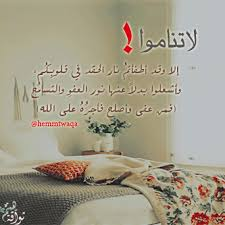 لاتناموا !
إلا وقد أطفأتم نار الحقد في قلوبكم،
وأشعلوا بدلاً عنها نور العفو والتسامح
(فمن عفى وأصلح فأجره على الله)
@hemmtwaqa